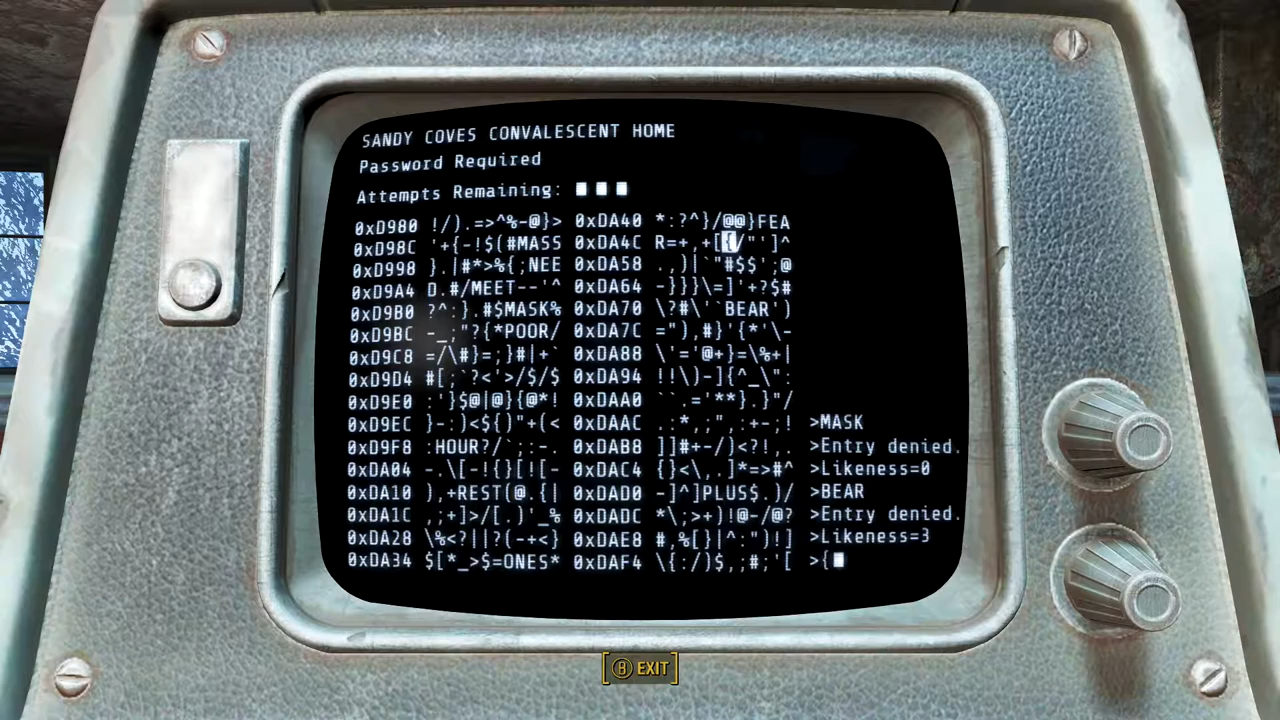 SANDY COVES CONVALESCENT HOME
Password Required
Attempts Remaining: ■ ■ ■
0xD980 !/).=>^%-@}> 0xDA40 *:?^}/@@}FEA
0xD98C '+{-!$(#MASS 0xDA4C R=+,+[{/"']^
0xD998 }.|#*>%{;NEE 0xDA58 .,)|`"#$$';@
0xD9A4 D.#/MEET--'^ 0xDA64 -}}}\=]'+?$#
0xD9B0 ?^:}.#$MASK% 0xDA70 \?#\'`BEAR')
0xD9BC -_;"?{*POOR/ 0xDA7C ="),#}'{*'\-
0xD9C8 =/\#}=;}#|+` 0xDA88 \'='@+}=\%+|
0xD9D4 #[;`?<'>/$/$ 0xDA94 !!\)-]{^_\":
0xD9E0 :'}$@|@}{@*! 0xDAA0 ``.='**}.}"/
0xD9EC }-:)<${)"+(< 0xDAAC .:*,;",:+-;! >MASK
0xD9F8 :HOUR?/`;:-. 0xDAB8 ]]#+-/)<?!,. >Entry denied.
0xDA04 -.\[-!{}[![- 0xDAC4 {}<\,.]*=>#^ >Likeness=0
0xDA10 ),+REST(@.{| 0xDAD0 -]^]PLUS$.)/ >BEAR
0xDA1C ,;+]>/[.)'_% 0xDADC *\;>+)!@-/@? >Entry denied.
0xDA28 \%<?||?(-+<} 0xDAE8 #,%[}|^:")!] >Likeness=3
0xDA34 $[*_>$=ONES* 0xDAF4 \{:/)$,;#;'[ >{■
[Ⓑ EXIT]